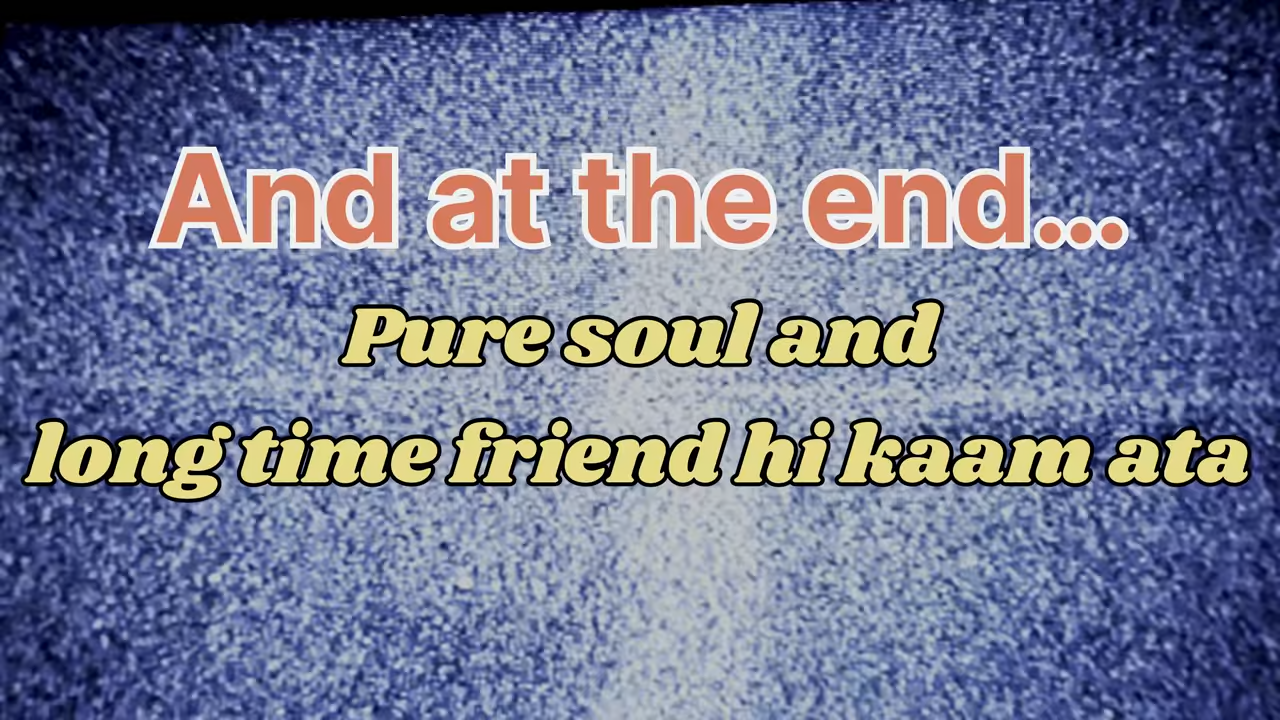 And at the end...
Pure soul and
long time friend hi kaam ata